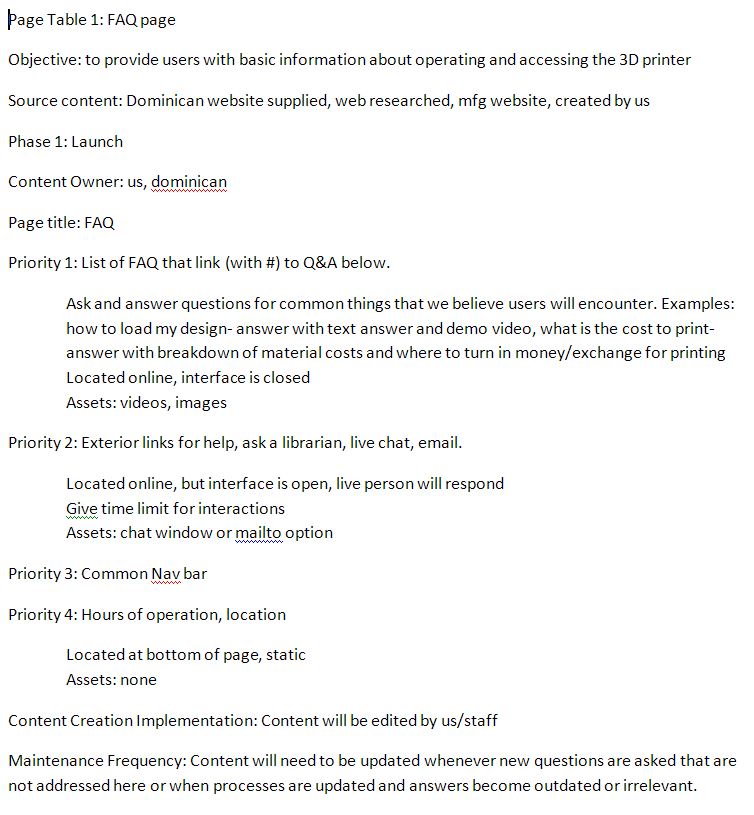 Page Table 1: FAQ page
Objective: to provide users with basic information about operating and accessing the 3D printer
Source content: Dominican website supplied, web researched, mfg website, created by us
Phase 1: Launch
Content Owner: us, dominican
Page title: FAQ
Priority 1: List of FAQ that link (with #) to Q&A below.
Ask and answer questions for common things that we believe users will encounter. Examples:
how to load my design- answer with text answer and demo video, what is the cost to print-
answer with breakdown of material costs and where to turn in money/exchange for printing
Located online, interface is closed
Assets: videos, images
Priority 2: Exterior links for help, ask a librarian, live chat, email.
Located online, but interface is open, live person will respond
Give time limit for interactions
Assets: chat window or mailto option
Priority 3: Common Nav bar
Priority 4: Hours of operation, location
Located at bottom of page, static
Assets: none
Content Creation Implementation: Content will be edited by us/staff
Maintenance Frequency: Content will need to be updated whenever new questions are asked that are
not addressed here or when processes are updated and answers become outdated or irrelevant.